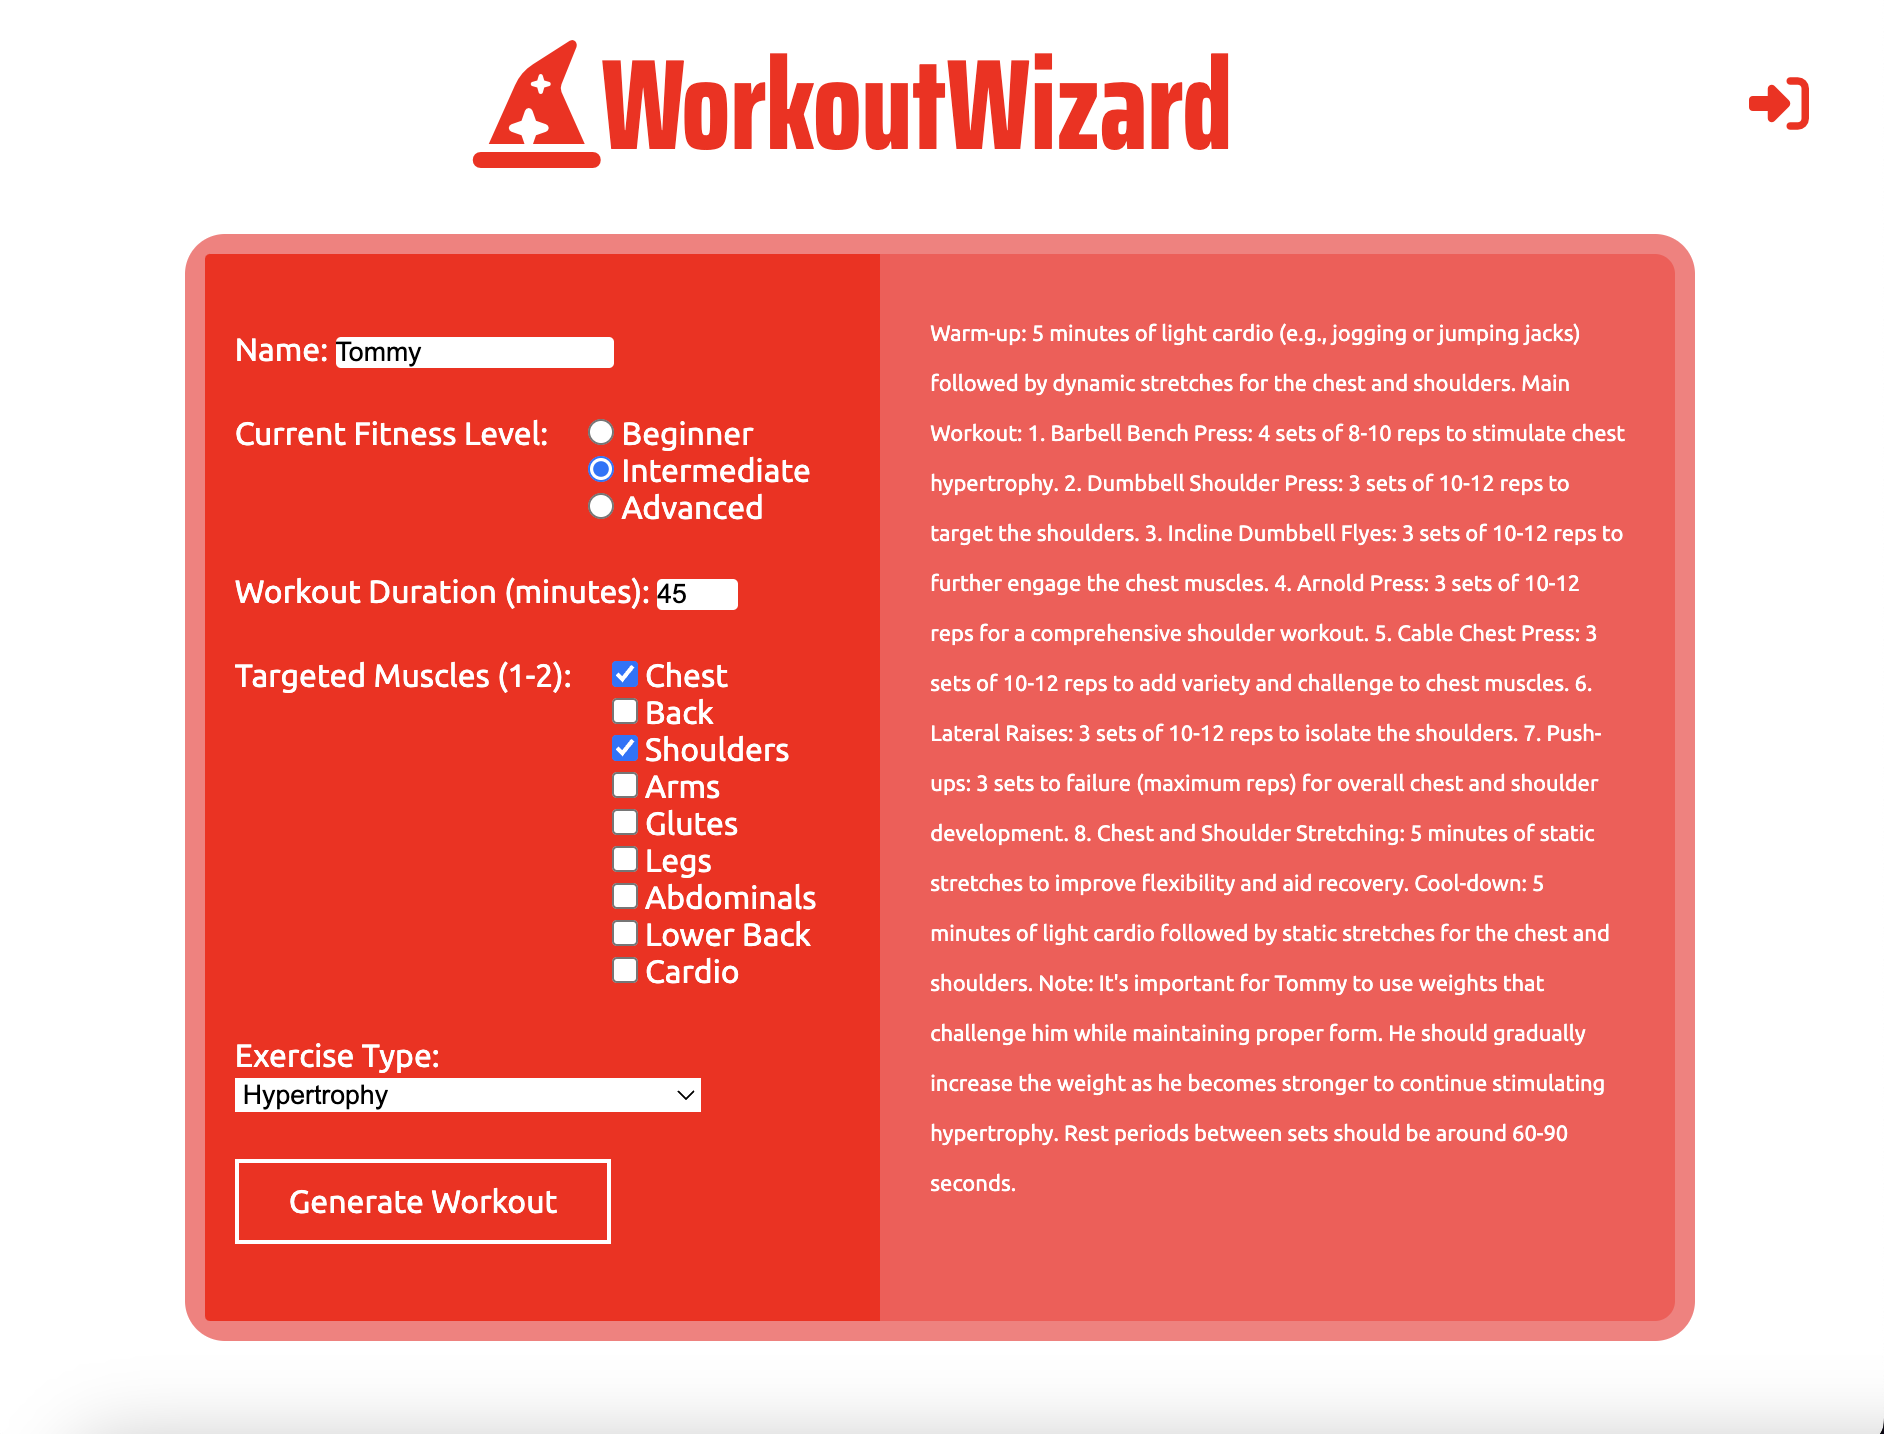 WorkoutWizard
Name: Tommy
Current Fitness Level:
Beginner
Intermediate
Advanced
Workout Duration (minutes): 45
Targeted Muscles (1-2):
Chest
Back
Shoulders
Arms
Glutes
Legs
Abdominals
Lower Back
Cardio
Exercise Type:
Hypertrophy
Generate Workout
Warm-up: 5 minutes of light cardio (e.g., jogging or jumping jacks)
followed by dynamic stretches for the chest and shoulders. Main
Workout: 1. Barbell Bench Press: 4 sets of 8-10 reps to stimulate chest
hypertrophy. 2. Dumbbell Shoulder Press: 3 sets of 10-12 reps to
target the shoulders. 3. Incline Dumbbell Flyes: 3 sets of 10-12 reps to
further engage the chest muscles. 4. Arnold Press: 3 sets of 10-12
reps for a comprehensive shoulder workout. 5. Cable Chest Press: 3
sets of 10-12 reps to add variety and challenge to chest muscles. 6.
Lateral Raises: 3 sets of 10-12 reps to isolate the shoulders. 7. Push-
ups: 3 sets to failure (maximum reps) for overall chest and shoulder
development. 8. Chest and Shoulder Stretching: 5 minutes of static
stretches to improve flexibility and aid recovery. Cool-down: 5
minutes of light cardio followed by static stretches for the chest and
shoulders. Note: It's important for Tommy to use weights that
challenge him while maintaining proper form. He should gradually
increase the weight as he becomes stronger to continue stimulating
hypertrophy. Rest periods between sets should be around 60-90
seconds.